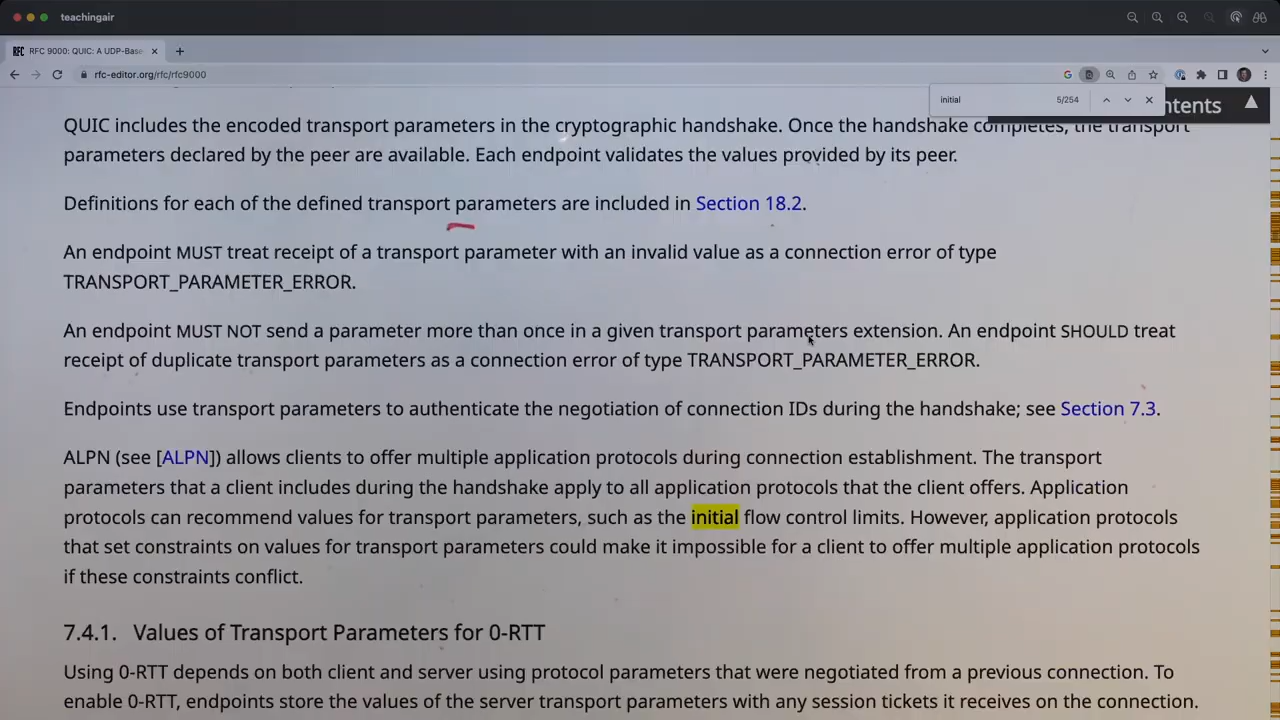 teachingair
RFC RFC 9000: QUIC: A UDP-Base
rfc-editor.org/rfc/rfc9000
initial 5/254
ntents
QUIC includes the encoded transport parameters in the cryptographic handshake. Once the handshake completes, the transport
parameters declared by the peer are available. Each endpoint validates the values provided by its peer.
Definitions for each of the defined transport parameters are included in Section 18.2.
An endpoint MUST treat receipt of a transport parameter with an invalid value as a connection error of type
TRANSPORT_PARAMETER_ERROR.
An endpoint MUST NOT send a parameter more than once in a given transport parameters extension. An endpoint SHOULD treat
receipt of duplicate transport parameters as a connection error of type TRANSPORT_PARAMETER_ERROR.
Endpoints use transport parameters to authenticate the negotiation of connection IDs during the handshake; see Section 7.3.
ALPN (see [ALPN]) allows clients to offer multiple application protocols during connection establishment. The transport
parameters that a client includes during the handshake apply to all application protocols that the client offers. Application
protocols can recommend values for transport parameters, such as the initial flow control limits. However, application protocols
that set constraints on values for transport parameters could make it impossible for a client to offer multiple application protocols
if these constraints conflict.
7.4.1. Values of Transport Parameters for 0-RTT
Using 0-RTT depends on both client and server using protocol parameters that were negotiated from a previous connection. To
enable 0-RTT, endpoints store the values of the server transport parameters with any session tickets it receives on the connection.